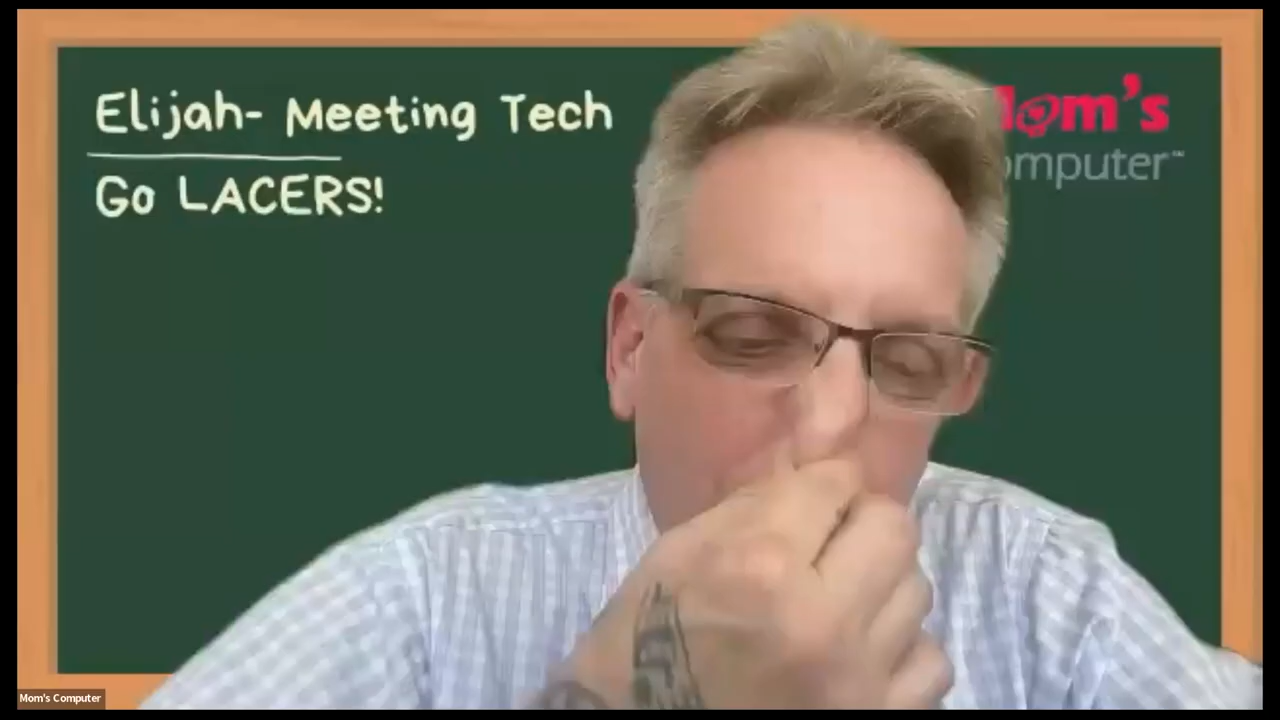 Elijah- Meeting Tech
Go LACERS!
om's
omputer™
Mom's Computer